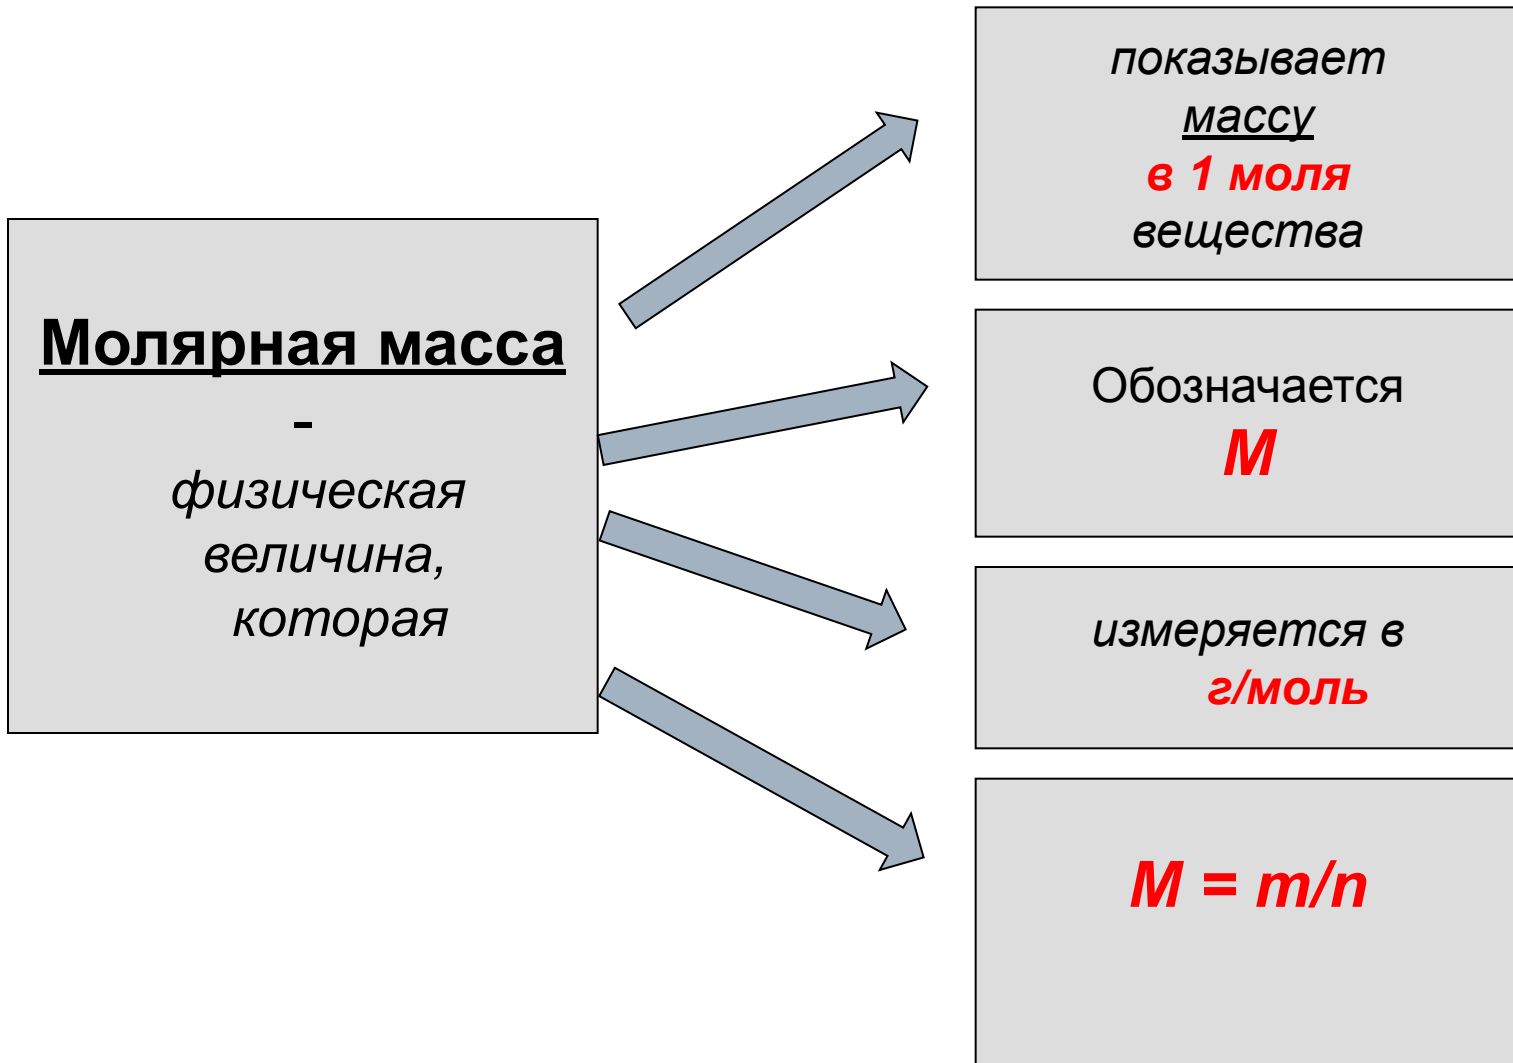 Молярная масса
-
физическая
величина,
которая
показывает
массу
в 1 моля
вещества
Обозначается
М
измеряется в
г/моль
M = m/n